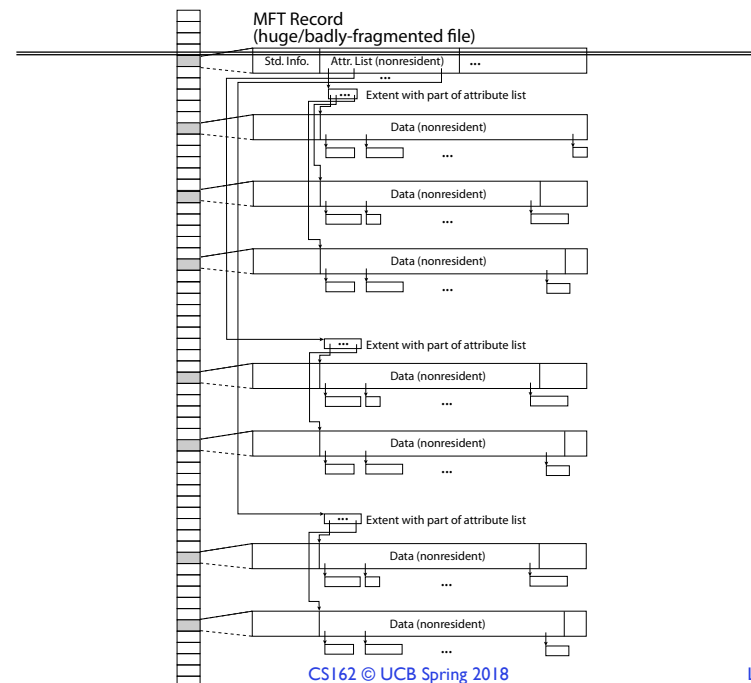 MFT Record
(huge/badly-fragmented file)
Std. Info. Attr. List (nonresident) ...
...
... Extent with part of attribute list
Data (nonresident)
...
Data (nonresident)
...
Data (nonresident)
...
... Extent with part of attribute list
Data (nonresident)
...
Data (nonresident)
...
... Extent with part of attribute list
Data (nonresident)
...
Data (nonresident)
...
CS162 © UCB Spring 2018
L